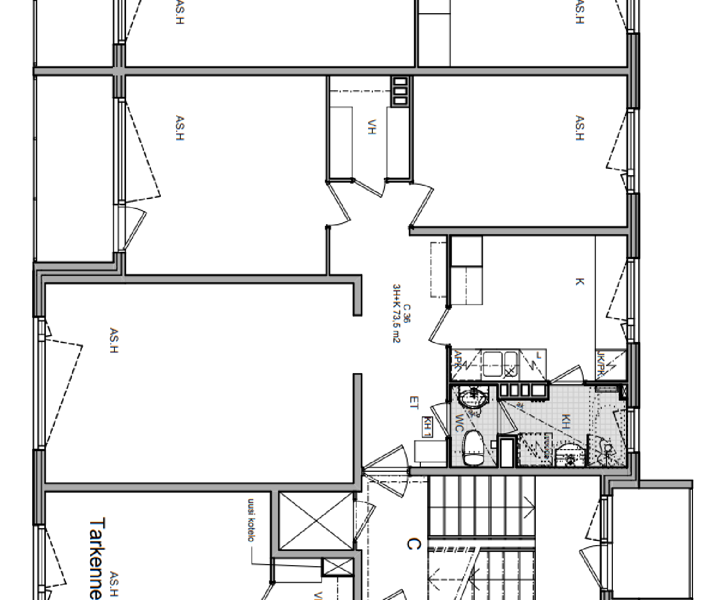 AS.H
AS.H
AS.H
VH
AS.H
K
C 36
3H+K 73,5 m2
AS.H
APK
JK/PK
ET
KH 1
WC
KH
uusi kotelo
Tarkenne
AS.H
C